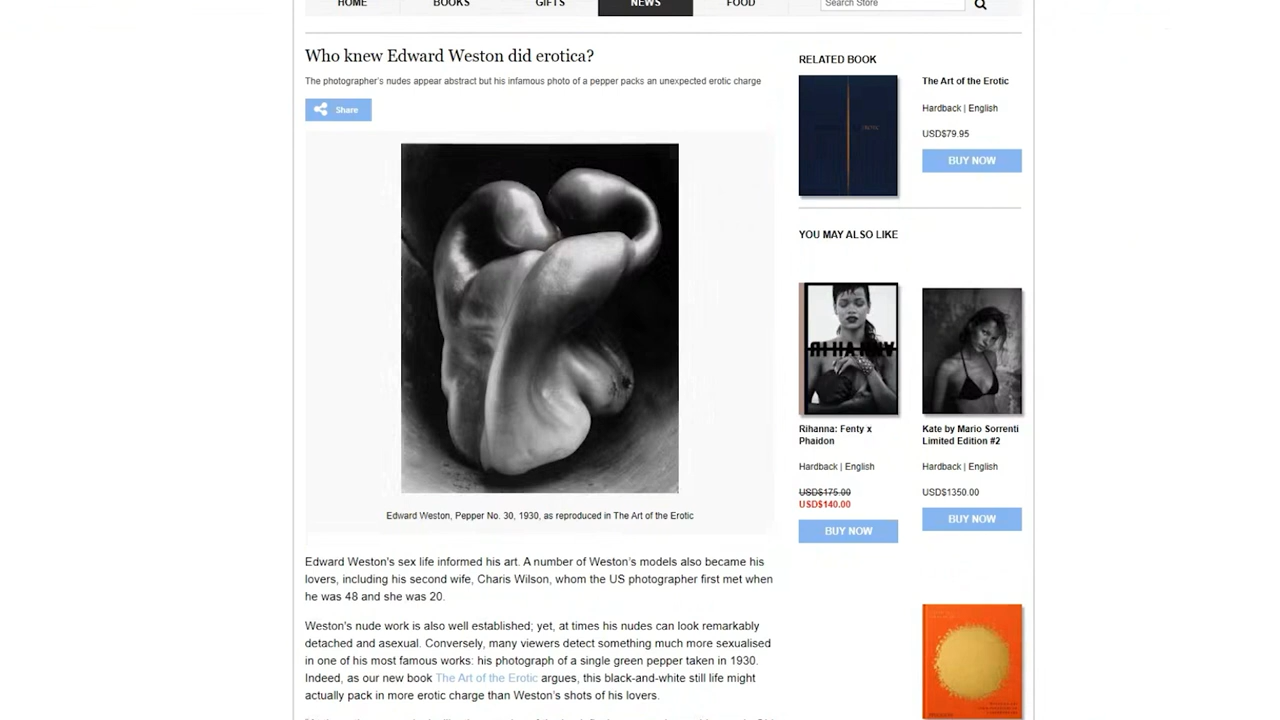 HOME BOOKS GIFTS NEWS FOOD Search Store
Who knew Edward Weston did erotica?
The photographer's nudes appear abstract but his infamous photo of a pepper packs an unexpected erotic charge
Share
Edward Weston, Pepper No. 30, 1930, as reproduced in The Art of the Erotic
Edward Weston's sex life informed his art. A number of Weston's models also became his
lovers, including his second wife, Charis Wilson, whom the US photographer first met when
he was 48 and she was 20.
Weston's nude work is also well established; yet, at times his nudes can look remarkably
detached and asexual. Conversely, many viewers detect something much more sexualised
in one of his most famous works: his photograph of a single green pepper taken in 1930.
Indeed, as our new book The Art of the Erotic argues, this black-and-white still life might
actually pack in more erotic charge than Weston's shots of his lovers.
RELATED BOOK
The Art of the Erotic
Hardback | English
USD$79.95
BUY NOW
YOU MAY ALSO LIKE
RIHANNA
Rihanna: Fenty x
Phaidon
Hardback | English
USD$175.00
USD$140.00
BUY NOW
Kate by Mario Sorrenti
Limited Edition #2
Hardback | English
USD$1350.00
BUY NOW